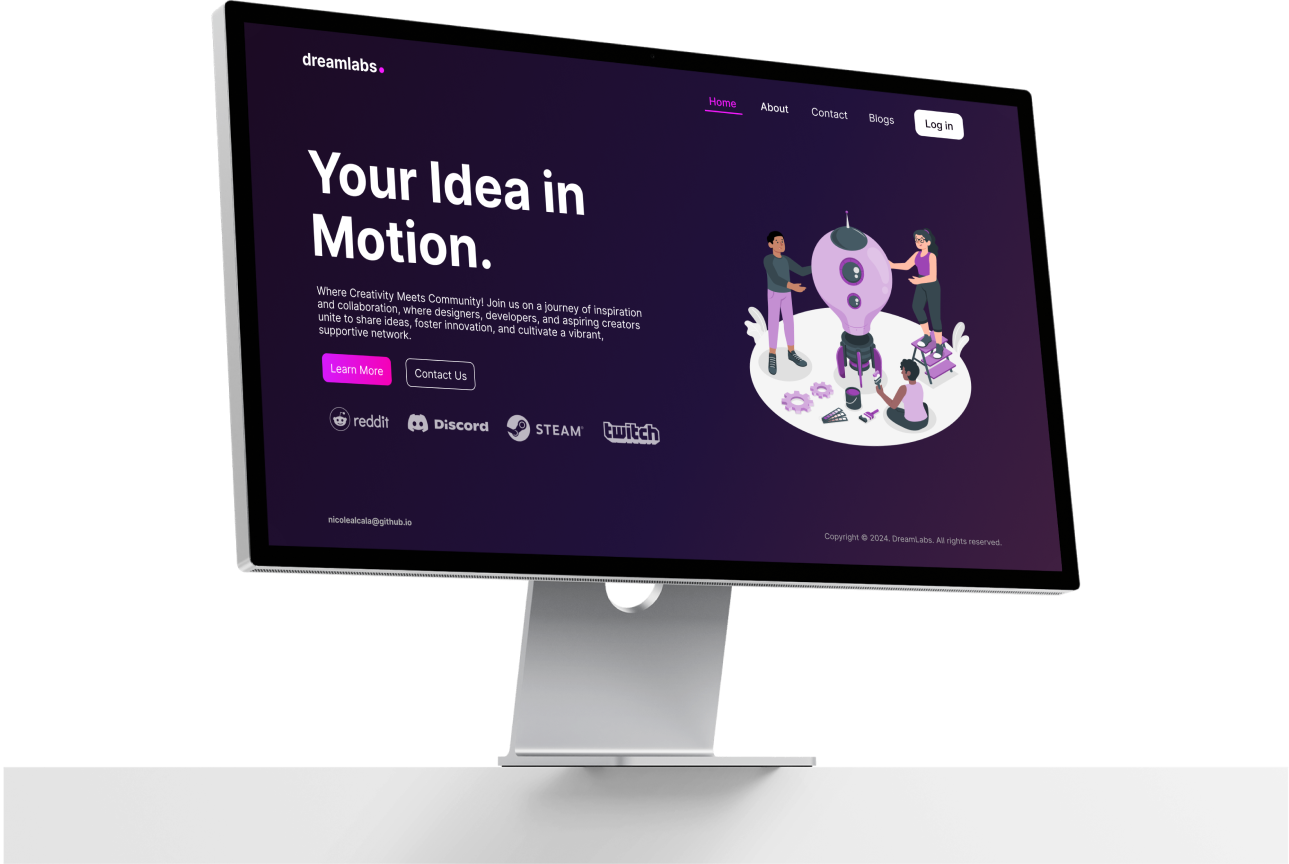 dreamlabs.
Home About Contact Blogs Log in
Your Idea in
Motion.
Where Creativity Meets Community! Join us on a journey of inspiration
and collaboration, where designers, developers, and aspiring creators
unite to share ideas, foster innovation, and cultivate a vibrant,
supportive network.
Learn More Contact Us
reddit Discord STEAM twitch
nicolealcala@github.io
Copyright © 2024. DreamLabs. All rights reserved.